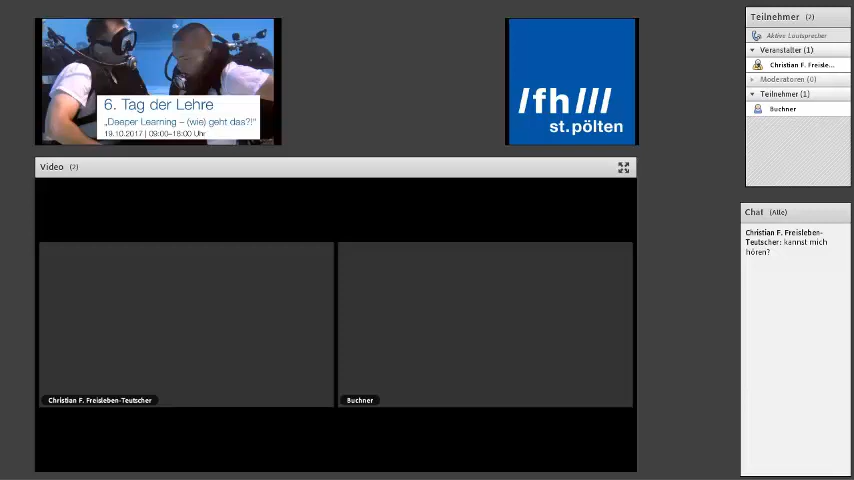 6. Tag der Lehre
„Deeper Learning – (wie) geht das?!"
19.10.2017 | 09:00–18:00 Uhr
/fh///
st.pölten
Video (2)
Christian F. Freisleben-Teutscher
Buchner
Teilnehmer (2)
Aktive Lautsprecher
Veranstalter (1)
Christian F. Freisle...
Moderatoren (0)
Teilnehmer (1)
Buchner
Chat (Alle)
Christian F. Freisleben-
Teutscher: kannst mich
hören?